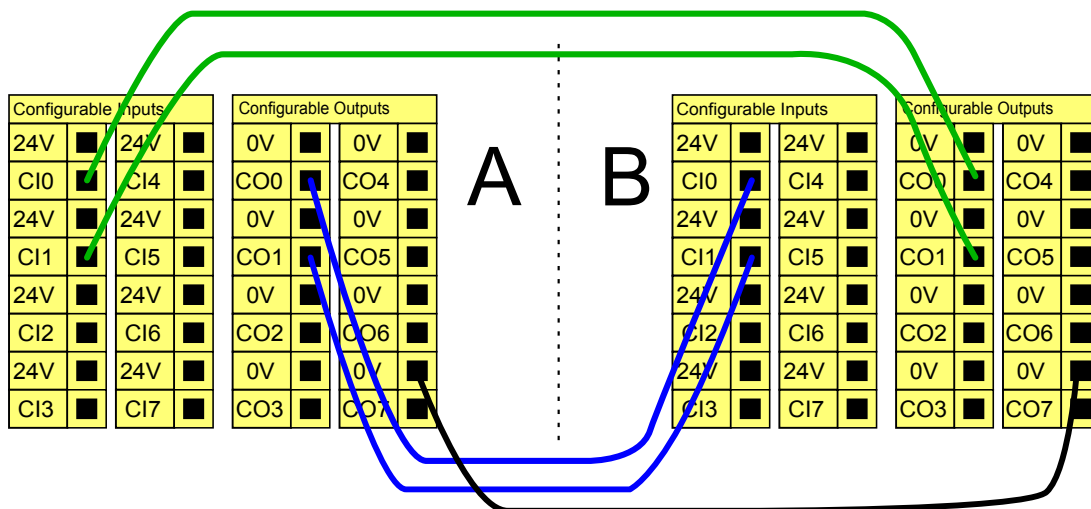 Configurable Inputs Configurable Outputs Configurable Inputs Configurable Outputs
24V 24V 0V 0V A B 24V 24V 0V 0V
CI0 CI4 CO0 CO4 CI0 CI4 CO0 CO4
24V 24V 0V 0V 24V 24V 0V 0V
CI1 CI5 CO1 CO5 CI1 CI5 CO1 CO5
24V 24V 0V 0V 24V 24V 0V 0V
CI2 CI6 CO2 CO6 CI2 CI6 CO2 CO6
24V 24V 0V 0V 24V 24V 0V 0V
CI3 CI7 CO3 CO7 CI3 CI7 CO3 CO7